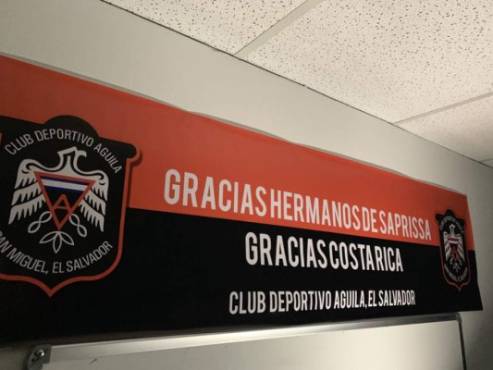 CLUB DEPORTIVO AGUILA
SAN MIGUEL, EL SALVADOR
GRACIAS HERMANOS DE SAPRISSA
GRACIAS COSTA RICA
CLUB DEPORTIVO AGUILA, EL SALVADOR